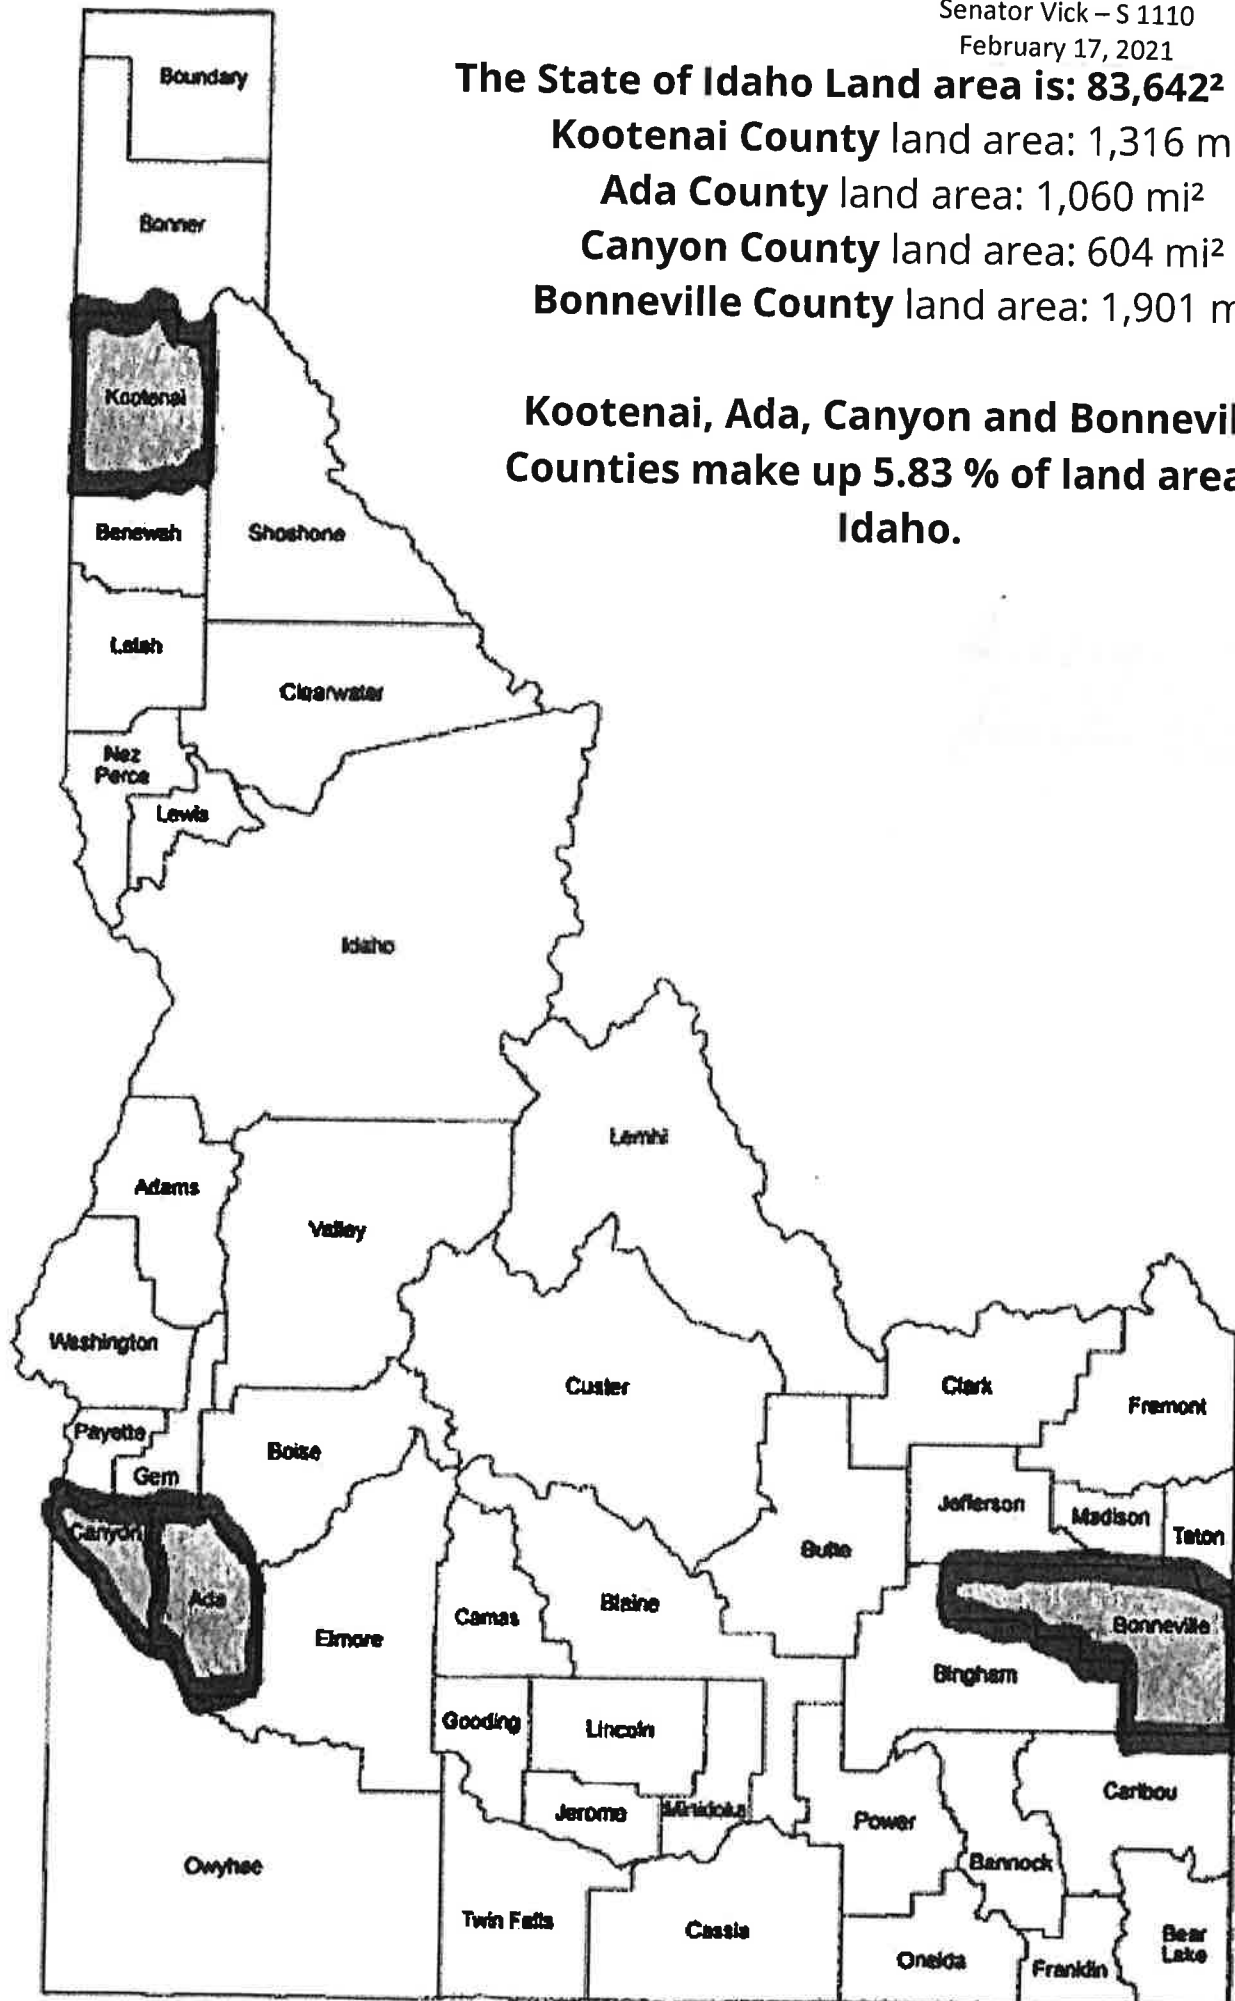 Senator Vick – S 1110
February 17, 2021
The State of Idaho Land area is: 83,642²
Kootenai County land area: 1,316 m
Ada County land area: 1,060 mi²
Canyon County land area: 604 mi²
Bonneville County land area: 1,901 m
Kootenai, Ada, Canyon and Bonnevil
Counties make up 5.83 % of land area
Idaho.
Boundary
Bonner
Kootenai
Benewah
Shoshone
Latah
Clearwater
Nez
Perce
Lewis
Idaho
Lemhi
Adams
Valley
Washington
Custer
Clark
Fremont
Payette
Boise
Gem
Jefferson
Madison
Teton
Canyon
Butte
Ada
Blaine
Camas
Bonneville
Elmore
Bingham
Gooding
Lincoln
Caribou
Jerome
Minidoka
Power
Bannock
Owyhee
Twin Falls
Cassia
Bear
Lake
Oneida
Franklin